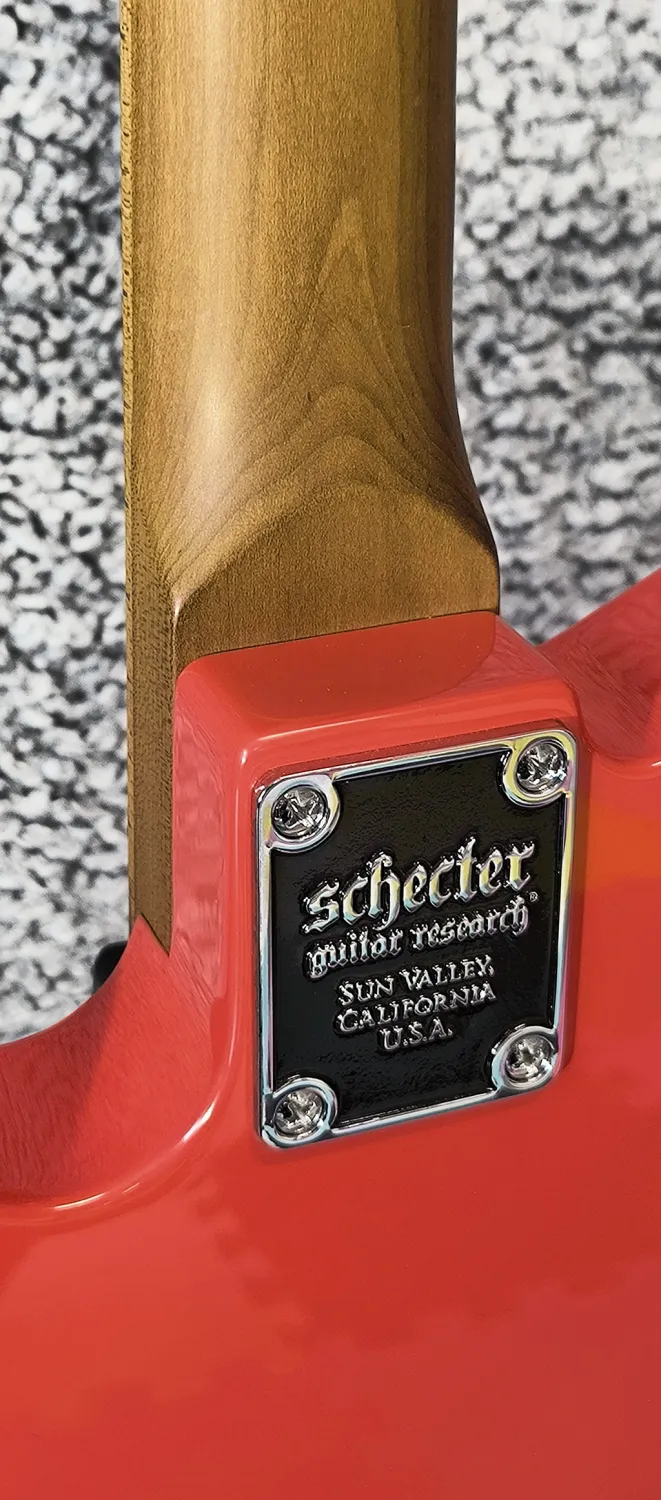 schecter®
guitar research
SUN VALLEY,
CALIFORNIA
U.S.A.